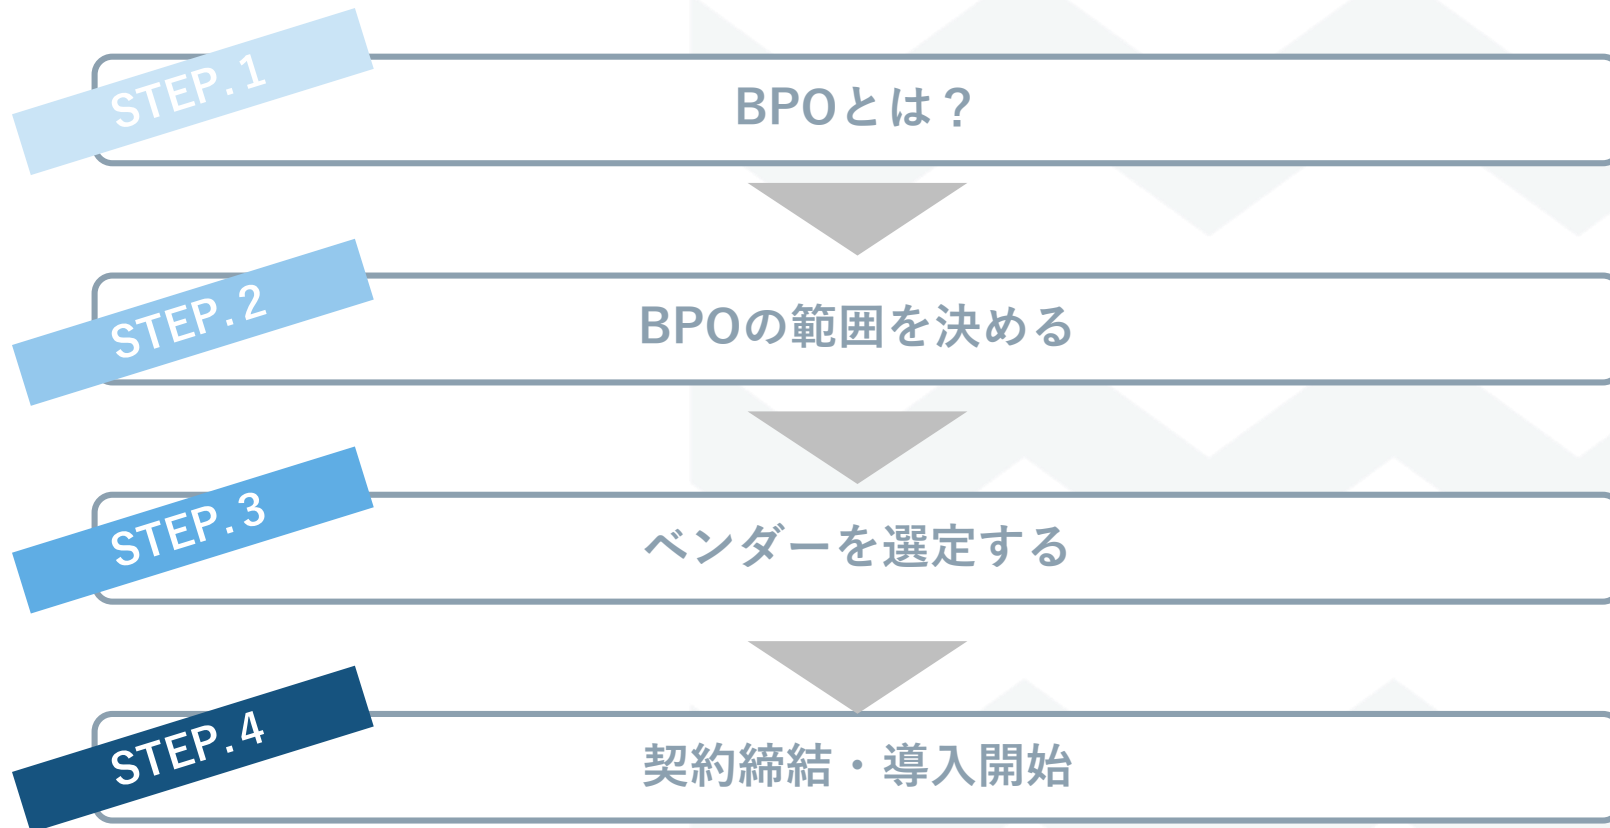 STEP.1
BPOとは？
STEP.2
BPOの範囲を決める
STEP.3
ベンダーを選定する
STEP.4
契約締結・導入開始